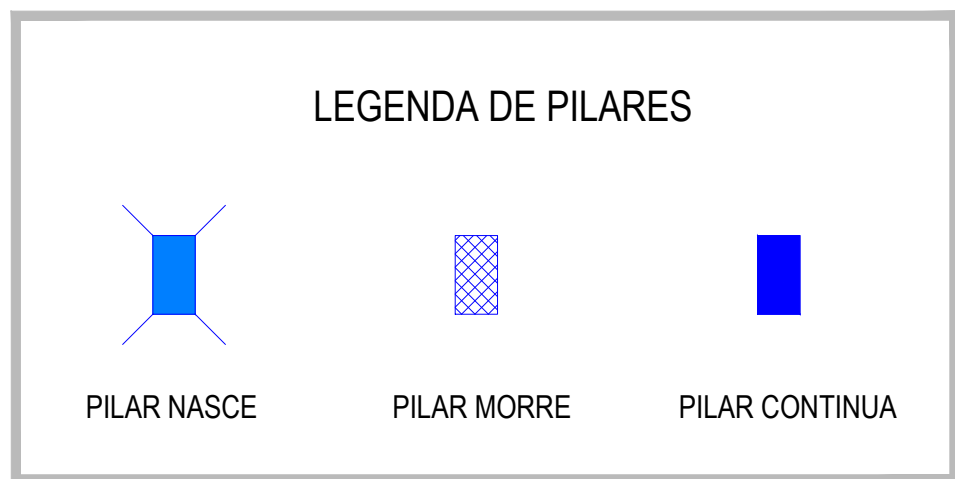 LEGENDA DE PILARES
PILAR NASCE
PILAR MORRE
PILAR CONTINUA